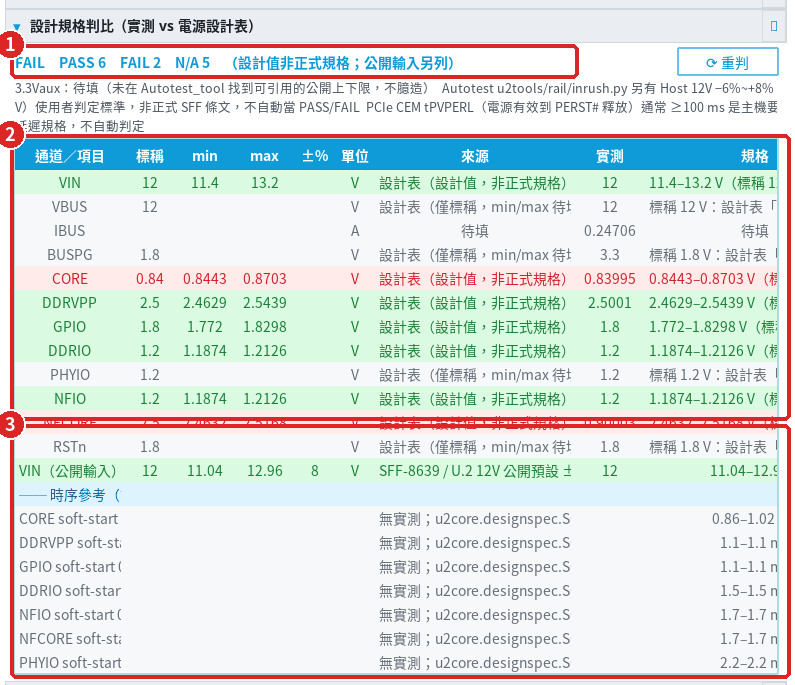 ▼ 設計規格判比（實測 vs 電源設計表）
1
FAIL PASS 6 FAIL 2 N/A 5 （設計值非正式規格；公開輸入另列）
⟳ 重判
3.3Vaux：待填（未在 Autotest_tool 找到可引用的公開上下限，不臆造） Autotest u2tools/rail/inrush.py 另有 Host 12V −6%~+8%
V）使用者判定標準，非正式 SFF 條文，不自動當 PASS/FAIL PCIe CEM tPVPERL（電源有效到 PERST# 釋放）通常 ≥100 ms 是主機要
延遲規格，不自動判定
2
通道／項目 標稱 min max ±% 單位 來源 實測 規格
VIN 12 11.4 13.2 V 設計表（設計值，非正式規格） 12 11.4–13.2 V（標稱 1
VBUS 12 V 設計表（僅標稱，min/max 待 12 標稱 12 V：設計表「
IBUS A 待填 0.24706 待填
BUSPG 1.8 V 設計表（僅標稱，min/max 待 3.3 標稱 1.8 V：設計表
CORE 0.84 0.8443 0.8703 V 設計表（設計值，非正式規格） 0.83995 0.8443–0.8703 V（
DDRVPP 2.5 2.4629 2.5439 V 設計表（設計值，非正式規格） 2.5001 2.4629–2.5439 V（
GPIO 1.8 1.772 1.8298 V 設計表（設計值，非正式規格） 1.8 1.772–1.8298 V（標
DDRIO 1.2 1.1874 1.2126 V 設計表（設計值，非正式規格） 1.2 1.1874–1.2126 V（
PHYIO 1.2 V 設計表（僅標稱，min/max 待 1.2 標稱 1.2 V：設計表
NFIO 1.2 1.1874 1.2126 V 設計表（設計值，非正式規格） 1.2 1.1874–1.2126 V（
3
RSTn 1.8 V 設計表（僅標稱，min/max 待 1.8 標稱 1.8 V：設計表
VIN（公開輸入） 12 11.04 12.96 8 V SFF-8639 / U.2 12V 公開預設 ± 12 11.04–12.9
—— 時序參考（
CORE soft-start 無實測；u2core.designspec.S 0.86–1.02
DDRVPP soft-sta 無實測；u2core.designspec.S 1.1–1.1 m
GPIO soft-start ( 無實測；u2core.designspec.S 1.1–1.1 m
DDRIO soft-star 無實測；u2core.designspec.S 1.5–1.5 m
NFIO soft-start ( 無實測；u2core.designspec.S 1.7–1.7 m
NFCORE soft-sta 無實測；u2core.designspec.S 1.7–1.7 m
PHYIO soft-start 無實測；u2core.designspec.S 2.2–2.2 m